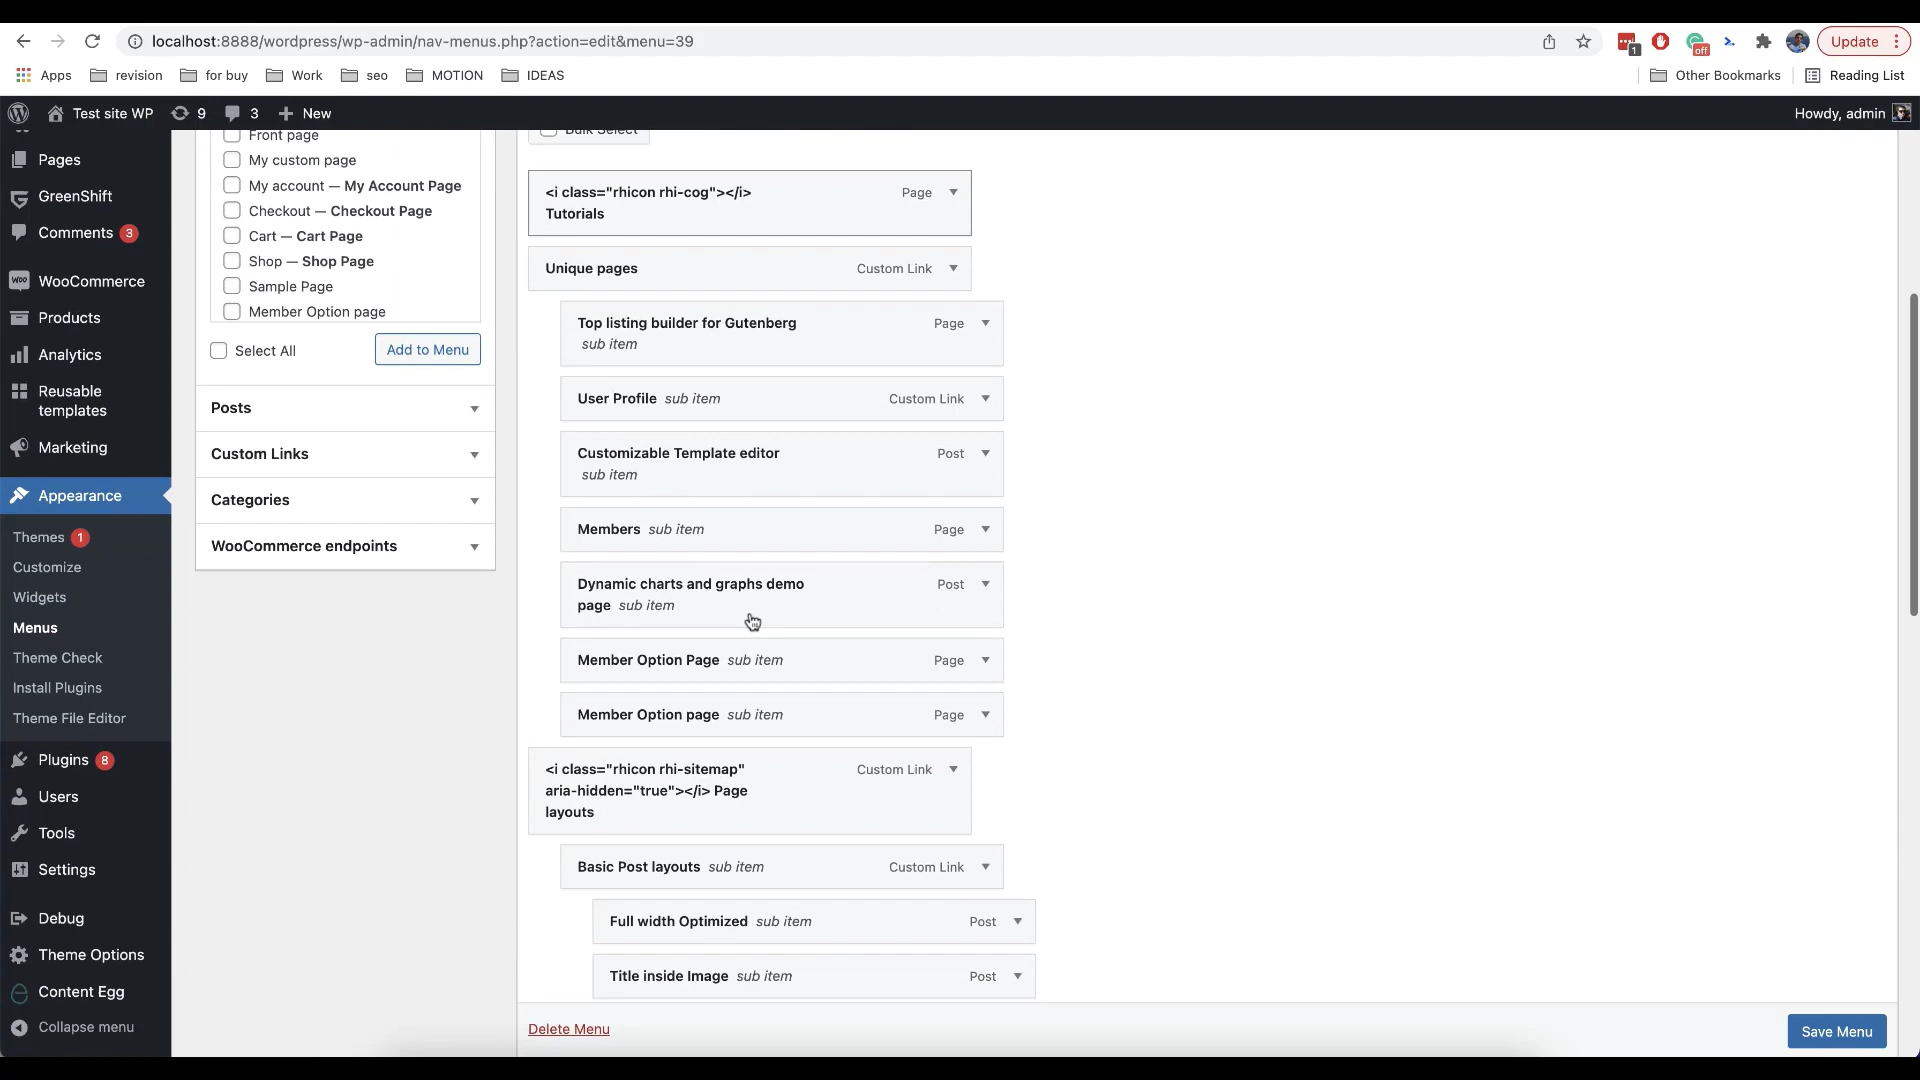 localhost:8888/wordpress/wp-admin/nav-menus.php?action=edit&menu=39
1
off
Update
Apps
revision
for buy
Work
seo
MOTION
IDEAS
Other Bookmarks
Reading List
Test site WP
9
3
New
Howdy, admin
Pages
GreenShift
Comments 3
WooCommerce
Products
Analytics
Reusable
templates
Marketing
Appearance
Themes 1
Customize
Widgets
Menus
Theme Check
Install Plugins
Theme File Editor
Plugins 8
Users
Tools
Settings
Debug
Theme Options
Content Egg
Collapse menu
Front page
My custom page
My account — My Account Page
Checkout — Checkout Page
Cart — Cart Page
Shop — Shop Page
Sample Page
Member Option page
Select All
Add to Menu
Posts
Custom Links
Categories
WooCommerce endpoints
Bulk Select
<i class="rhicon rhi-cog"></i> Page
Tutorials
Unique pages Custom Link
Top listing builder for Gutenberg Page
sub item
User Profile sub item Custom Link
Customizable Template editor Post
sub item
Members sub item Page
Dynamic charts and graphs demo Post
page sub item
Member Option Page sub item Page
Member Option page sub item Page
<i class="rhicon rhi-sitemap" Custom Link
aria-hidden="true"></i> Page
layouts
Basic Post layouts sub item Custom Link
Full width Optimized sub item Post
Title inside Image sub item Post
Delete Menu
Save Menu